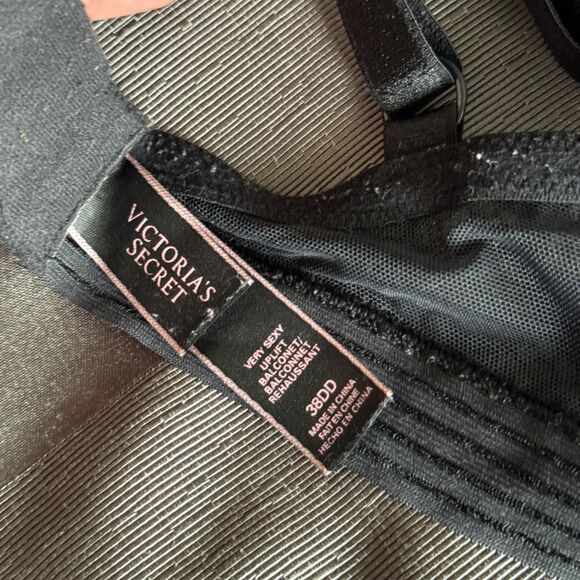 VICTORIA'S
SECRET
VERY SEXY
UPLIFT
BALCONET/
BALCONNET
REHAUSSANT
38DD
MADE IN CHINA
FAIT EN CHINE
HECHO EN CHINA